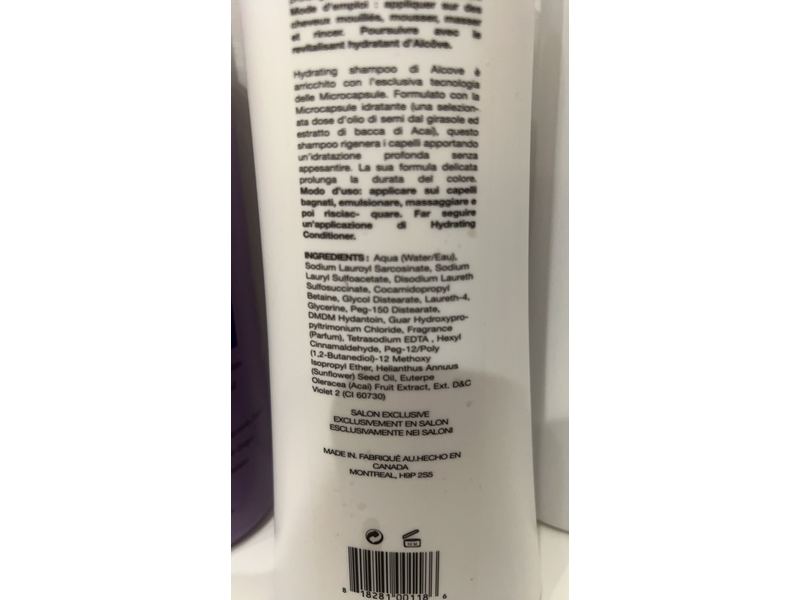 Mode d'emploi : appliquer sur des
cheveux mouillés, mousser, masser
et rincer. Poursuivre avec le
revitalisant hydratant d'Alcôve.
Hydrating shampoo di Alcove è
arricchito con l'esclusiva tecnologia
delle Microcapsule. Formulato con la
Microcapsule idratante (una selezion-
ata dose d'olio di semi dal girasole ed
estratto di bacca di Acai), questo
shampoo rigenera i capelli apportando
un'idratazione profonda senza
appesantire. La sua formula delicata
prolunga la durata del colore.
Modo d'uso: applicare sui capelli
bagnati, emulsionare, massaggiare e
poi risciac- quare. Far seguire
un'applicazione di Hydrating
Conditioner.
INGREDIENTS : Aqua (Water/Eau),
Sodium Lauroyl Sarcosinate, Sodium
Lauryl Sulfoacetate, Disodium Laureth
Sulfosuccinate, Cocamidopropyl
Betaine, Glycol Distearate, Laureth-4,
Glycerine, Peg-150 Distearate,
DMDM Hydantoin, Guar Hydroxypro-
pyltrimonium Chloride, Fragrance
(Parfum), Tetrasodium EDTA , Hexyl
Cinnamaldehyde, Peg-12/Poly
(1,2-Butanediol)-12 Methoxy
Isopropyl Ether, Helianthus Annuus
(Sunflower) Seed Oil, Euterpe
Oleracea (Acai) Fruit Extract, Ext. D&C
Violet 2 (CI 60730)
SALON EXCLUSIVE
EXCLUSIVEMENT EN SALON
ESCLUSIVAMENTE NEI SALONI
MADE IN. FABRIQUÉ AU.HECHO EN
CANADA
MONTREAL, H9P 2S5
8 18281 00118 6